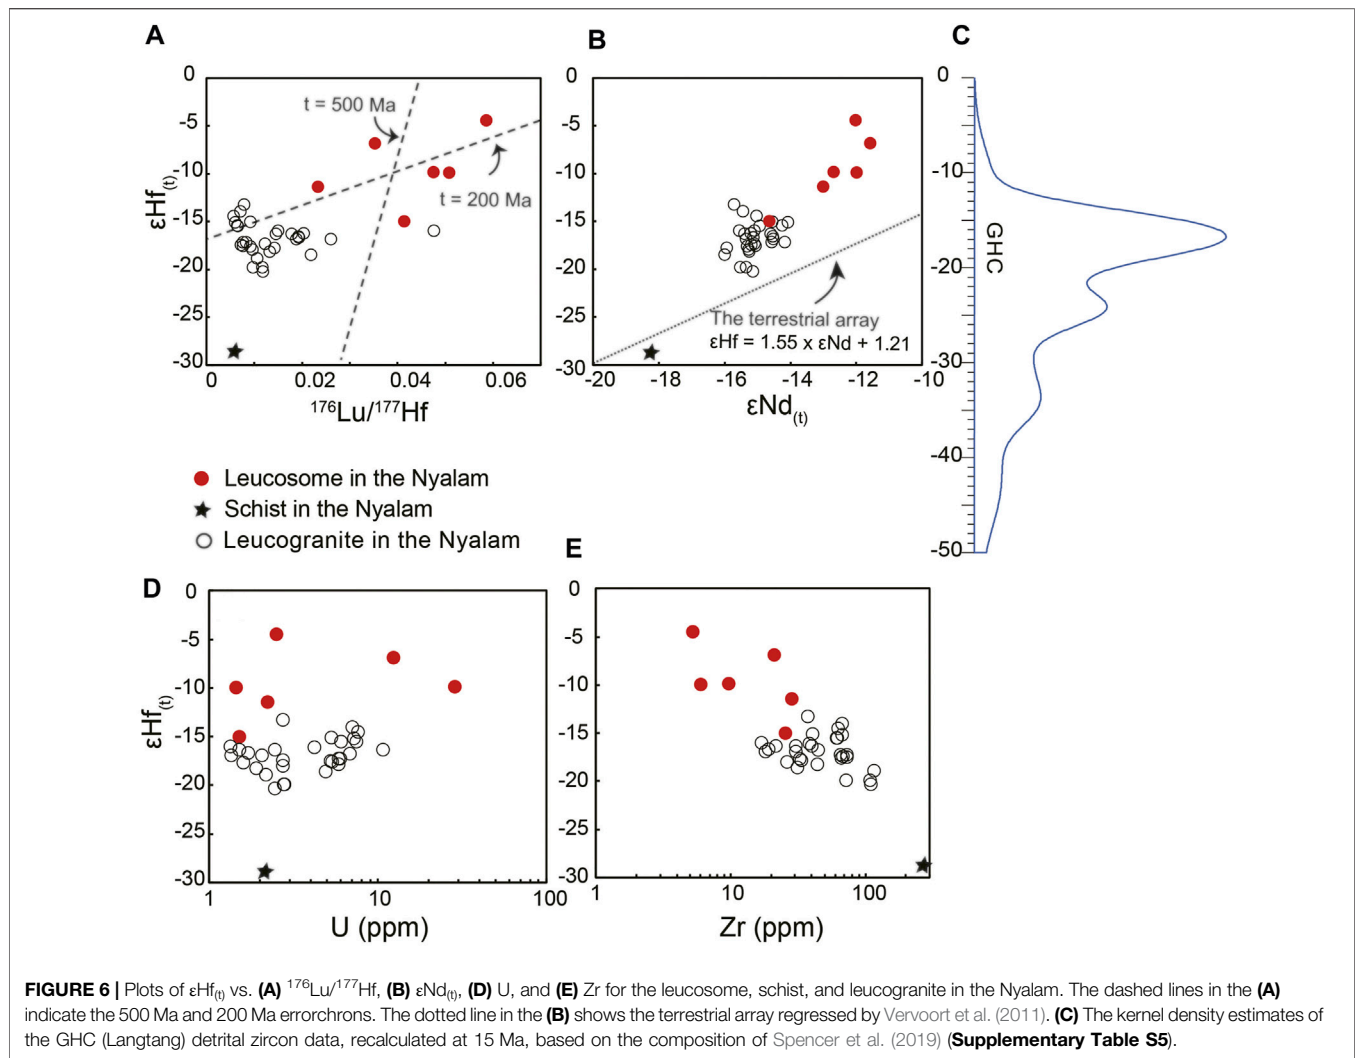 A
B
C
0
-5
-10
-15
-20
-25
-30
εHf(t),
t = 500 Ma
t = 200 Ma
0
0.02
0.04
0.06
¹⁷⁶Lu/¹⁷⁷Hf
0
-5
-10
-15
-20
-25
-30
The terrestrial array
εHf = 1.55 x εNd + 1.21
-20
-18
-16
-14
-12
-10
εNd(t)
0
-10
-20
-30
-40
-50
GHC
Leucosome in the Nyalam
Schist in the Nyalam
Leucogranite in the Nyalam
D
E
0
-5
-10
-15
-20
-25
-30
εHf(t)
1
10
100
U (ppm)
0
-5
-10
-15
-20
-25
-30
1
10
100
Zr (ppm)
FIGURE 6 | Plots of εHf(t) vs. (A) ¹⁷⁶Lu/¹⁷⁷Hf, (B) εNd(t), (D) U, and (E) Zr for the leucosome, schist, and leucogranite in the Nyalam. The dashed lines in the (A)
indicate the 500 Ma and 200 Ma errorchrons. The dotted line in the (B) shows the terrestrial array regressed by Vervoort et al. (2011). (C) The kernel density estimates of
the GHC (Langtang) detrital zircon data, recalculated at 15 Ma, based on the composition of Spencer et al. (2019) (Supplementary Table S5).